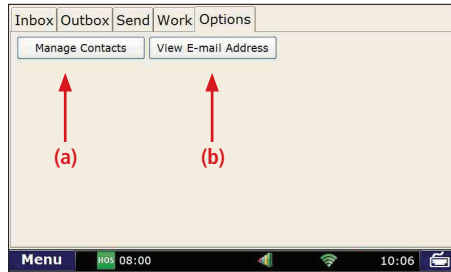 Inbox Outbox Send Work Options
Manage Contacts View E-mail Address
(a) (b)
Menu HOS 08:00 10:06